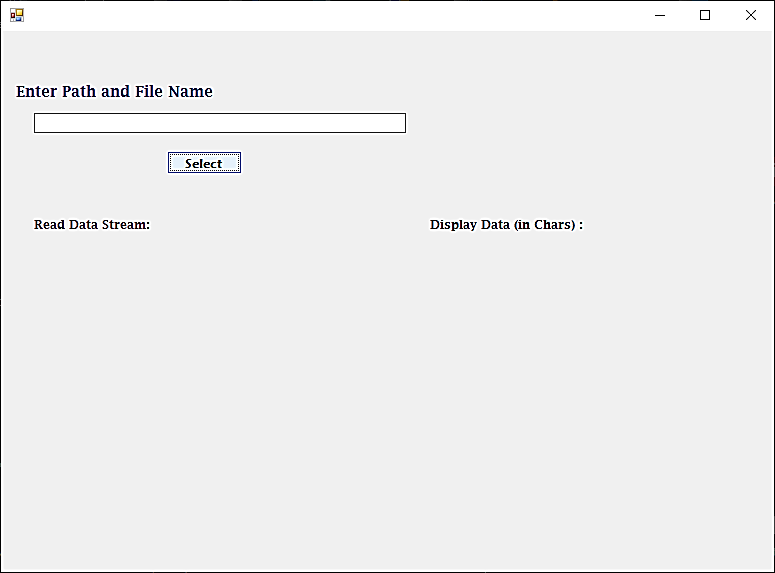 Enter Path and File Name
Select
Read Data Stream:
Display Data (in Chars) :